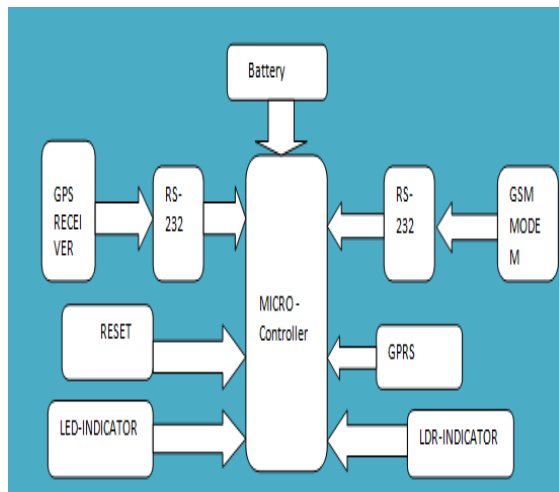 Battery
GPS
RECEI
VER
RS-
232
RS-
232
GSM
MODE
M
MICRO -
Controller
RESET
GPRS
LED-INDICATOR
LDR-INDICATOR